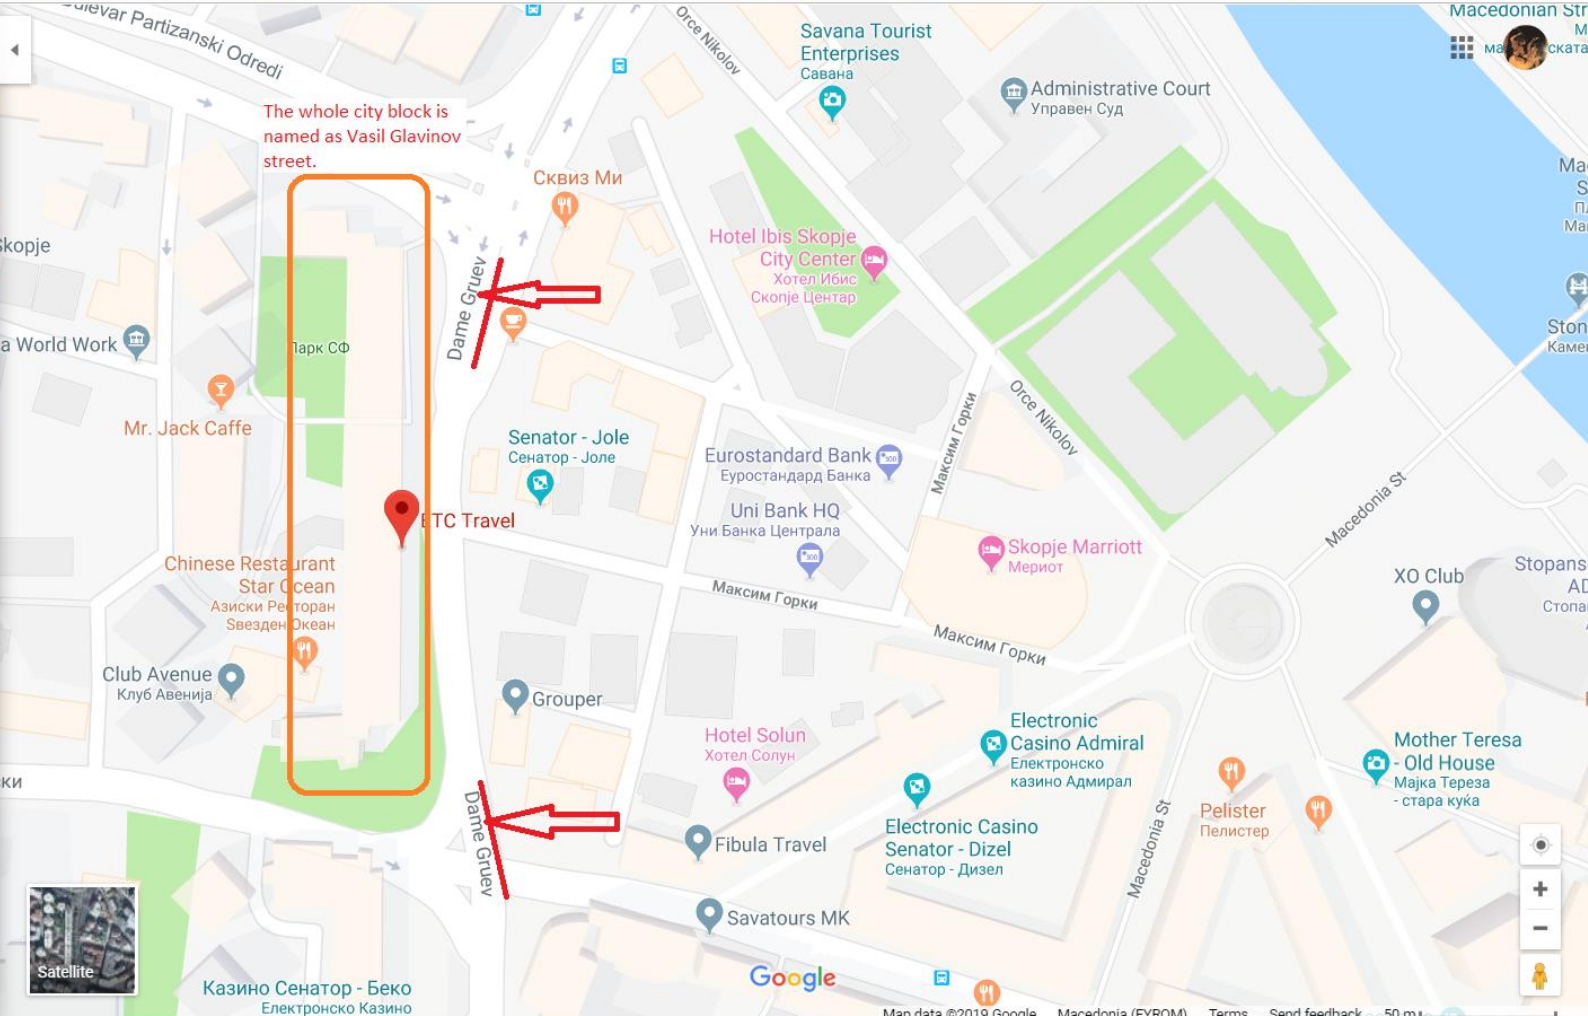 Bulevar Partizanski Odredi
Orce Nikolov
Savana Tourist
Enterprises
Савана
Macedonian Str
Administrative Court
Управен Суд
The whole city block is
named as Vasil Glavinov
street.
Сквиз Ми
Skopje
Hotel Ibis Skopje
City Center
Хотел Ибис
Скопје Центар
Dame Gruev
a World Work
Парк СФ
Ston
Каме
Mr. Jack Caffe
Orce Nikolov
Максим Горки
Senator - Jole
Сенатор - Јоле
Eurostandard Bank
Еуростандард Банка
Uni Bank HQ
Уни Банка Централа
ETC Travel
Macedonia St
Skopje Marriott
Мериот
Chinese Restaurant
Star Ocean
Азиски Ресторан
Ѕвезден Океан
XO Club
Stopans
AD
Стопа
Максим Горки
Максим Горки
Club Avenue
Клуб Авенија
Grouper
Hotel Solun
Хотел Солун
Electronic
Casino Admiral
Електронско
казино Адмирал
Mother Teresa
- Old House
Мајка Тереза
- стара куќа
ски
Dame Gruev
Pelister
Пелистер
Electronic Casino
Senator - Dizel
Сенатор - Дизел
Fibula Travel
Macedonia St
Savatours MK
Satellite
Казино Сенатор - Беко
Електронско Казино
Google
Map data ©2019 Google Macedonia (FYROM) Terms Send feedback 50 m